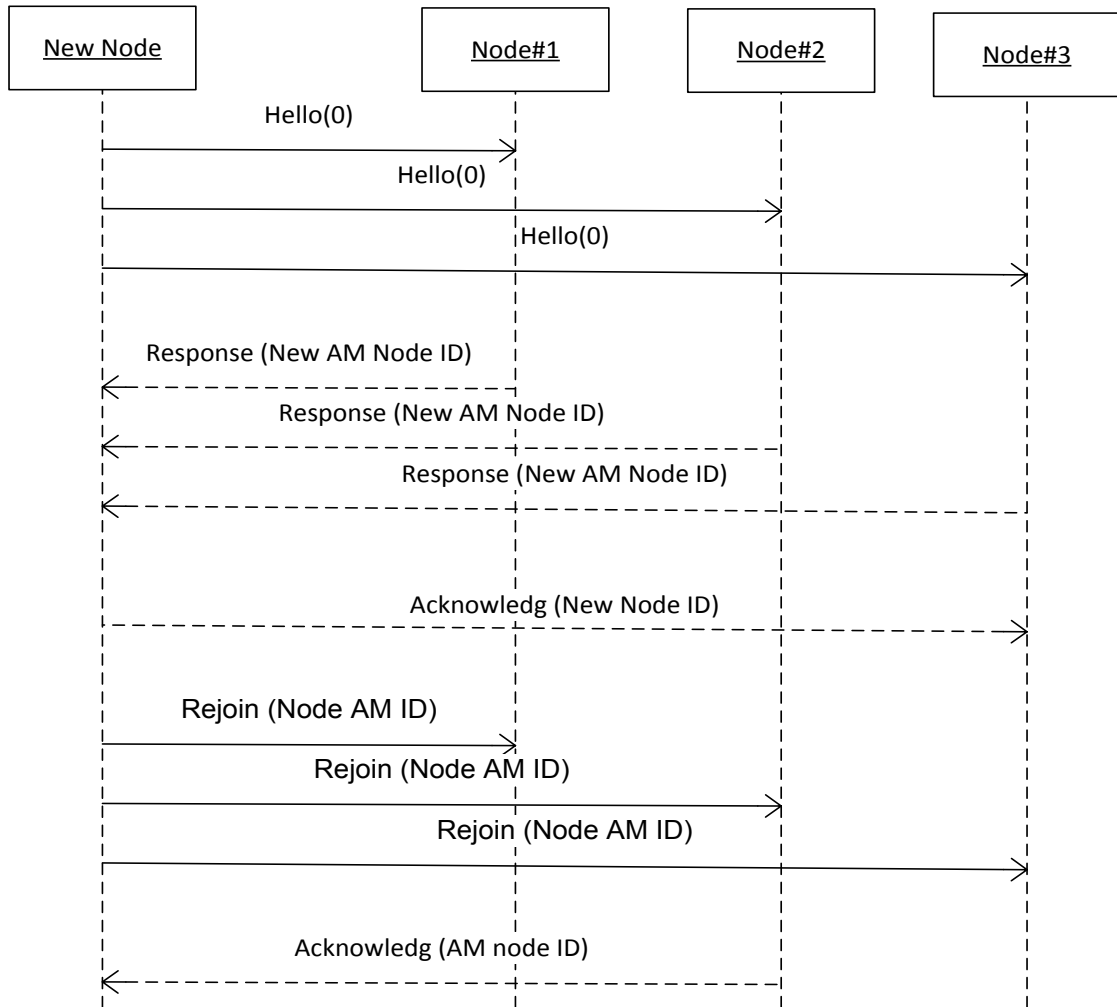 New Node
Node#1
Node#2
Node#3
Hello(0)
Hello(0)
Hello(0)
Response (New AM Node ID)
Response (New AM Node ID)
Response (New AM Node ID)
Acknowledg (New Node ID)
Rejoin (Node AM ID)
Rejoin (Node AM ID)
Rejoin (Node AM ID)
Acknowledg (AM node ID)